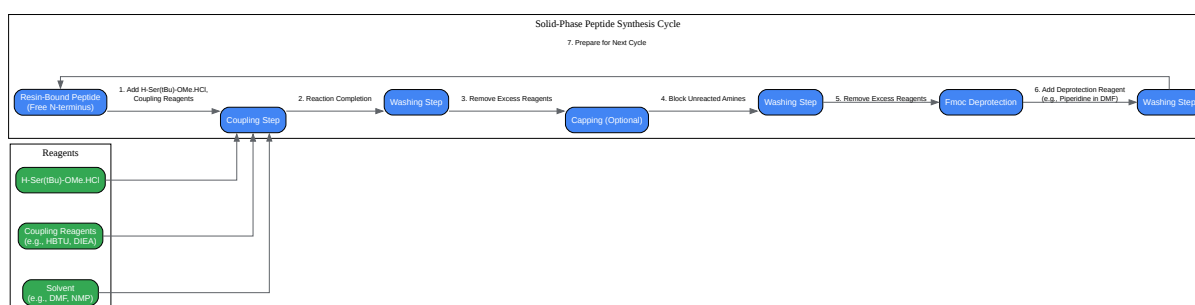 Solid-Phase Peptide Synthesis Cycle
7. Prepare for Next Cycle
Resin-Bound Peptide
(Free N-terminus)
1. Add H-Ser(tBu)-OMe.HCl,
Coupling Reagents
Coupling Step
2. Reaction Completion
Washing Step
3. Remove Excess Reagents
Capping (Optional)
4. Block Unreacted Amines
Washing Step
5. Remove Excess Reagents
Fmoc Deprotection
6. Add Deprotection Reagent
(e.g., Piperidine in DMF)
Washing Step
Reagents
H-Ser(tBu)-OMe.HCl
Coupling Reagents
(e.g., HBTU, DIEA)
Solvent
(e.g., DMF, NMP)